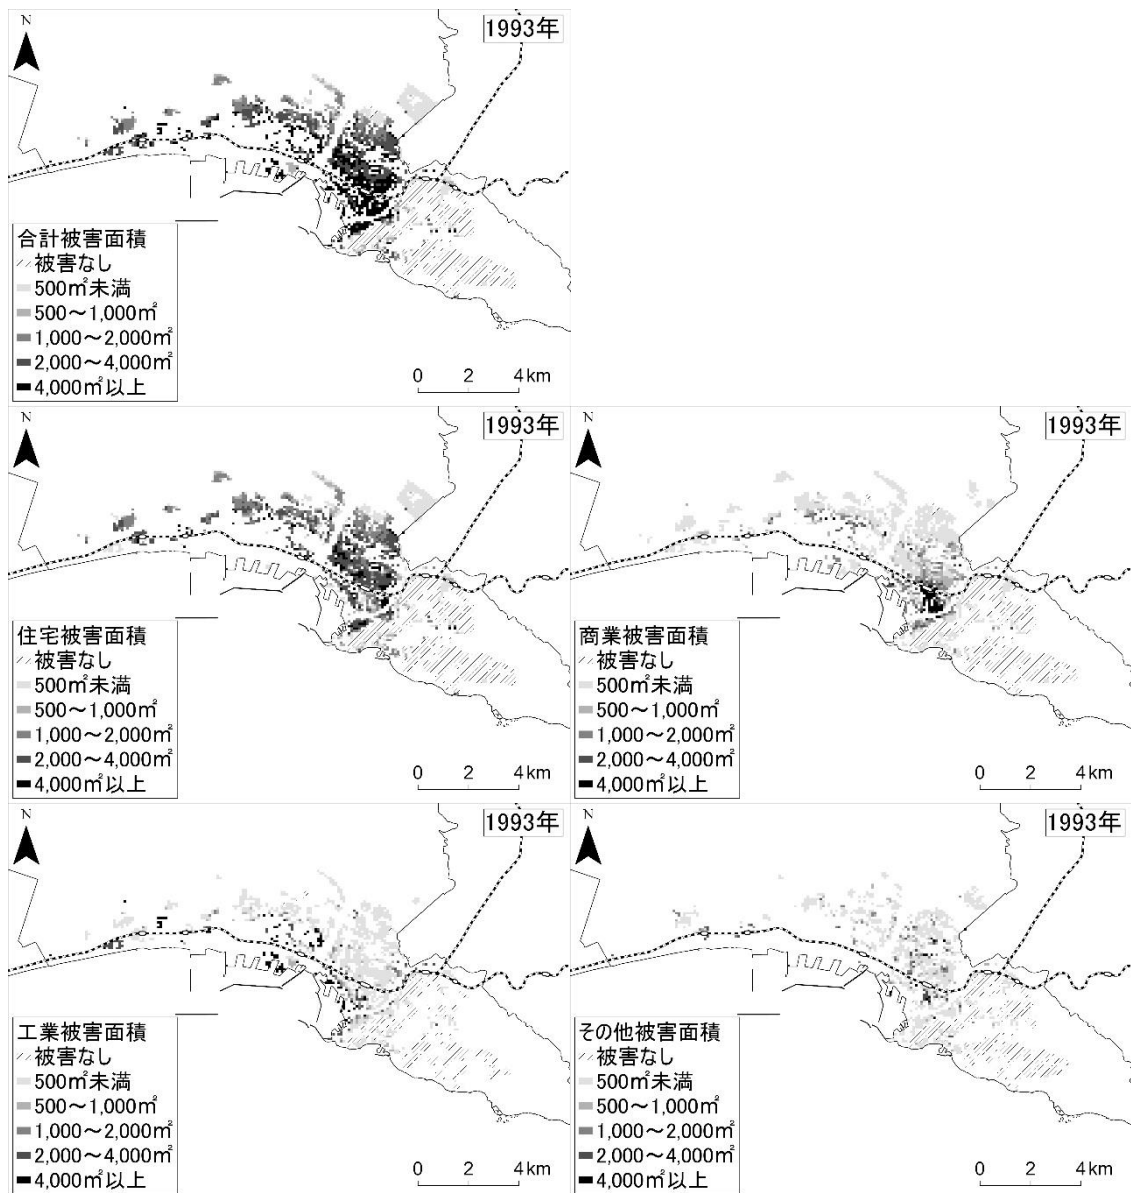 N
1993年
合計被害面積
被害なし
500㎡未満
500～1,000㎡
1,000～2,000㎡
2,000～4,000㎡
4,000㎡以上
0 2 4km
N
1993年
住宅被害面積
被害なし
500㎡未満
500～1,000㎡
1,000～2,000㎡
2,000～4,000㎡
4,000㎡以上
0 2 4km
N
1993年
商業被害面積
被害なし
500㎡未満
500～1,000㎡
1,000～2,000㎡
2,000～4,000㎡
4,000㎡以上
0 2 4km
N
1993年
工業被害面積
被害なし
500㎡未満
500～1,000㎡
1,000～2,000㎡
2,000～4,000㎡
4,000㎡以上
0 2 4km
N
1993年
その他被害面積
被害なし
500㎡未満
500～1,000㎡
1,000～2,000㎡
2,000～4,000㎡
4,000㎡以上
0 2 4km